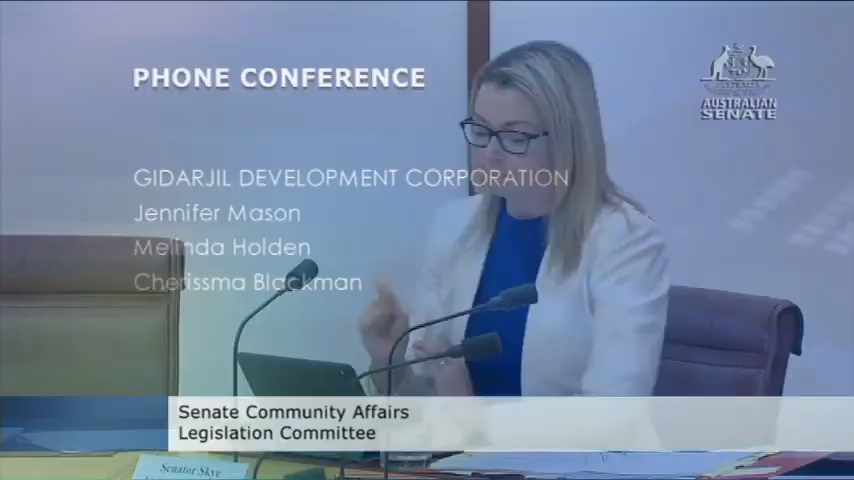 PHONE CONFERENCE
AUSTRALIAN
SENATE
GIDARJIL DEVELOPMENT CORPORATION
Jennifer Mason
Melinda Holden
Cherissma Blackman
Senate Community Affairs
Legislation Committee
Senator Skye